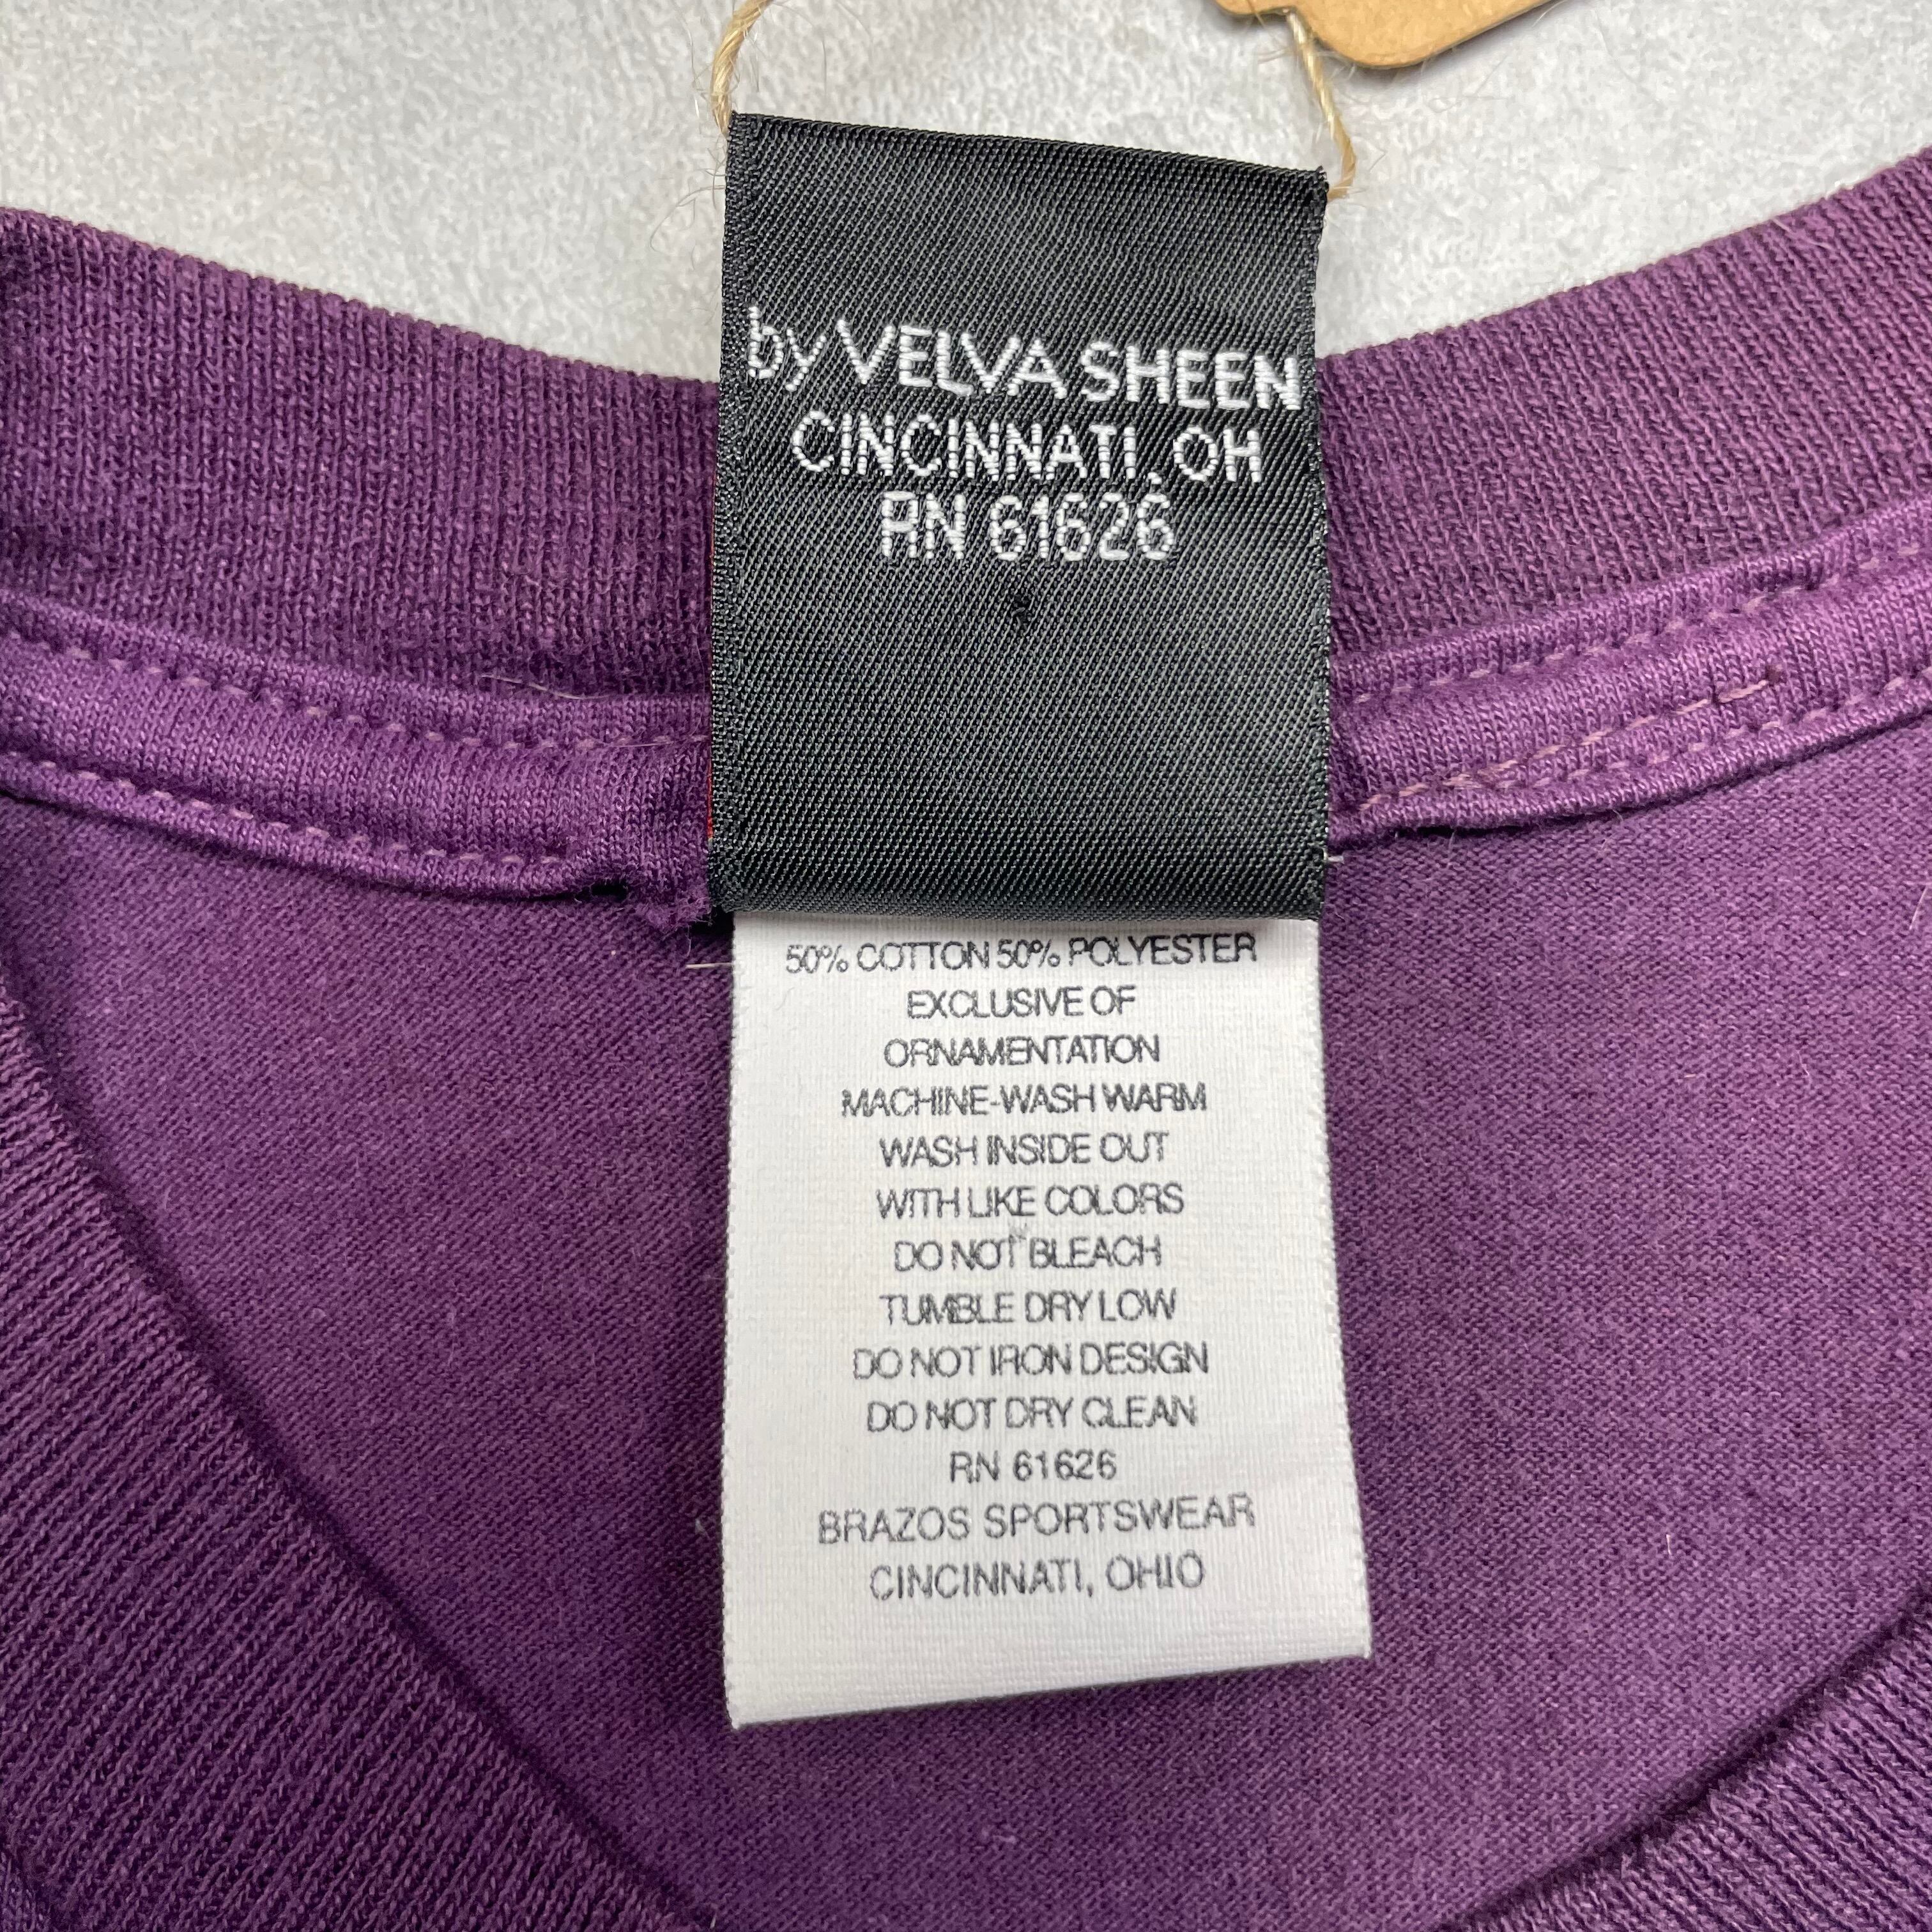 by VELVA SHEEN
CINCINNATI, OH
RN 61626
50% COTTON 50% POLYESTER
EXCLUSIVE OF
ORNAMENTATION
MACHINE-WASH WARM
WASH INSIDE OUT
WITH LIKE COLORS
DO NOT BLEACH
TUMBLE DRY LOW
DO NOT IRON DESIGN
DO NOT DRY CLEAN
RN 61626
BRAZOS SPORTSWEAR
CINCINNATI, OHIO